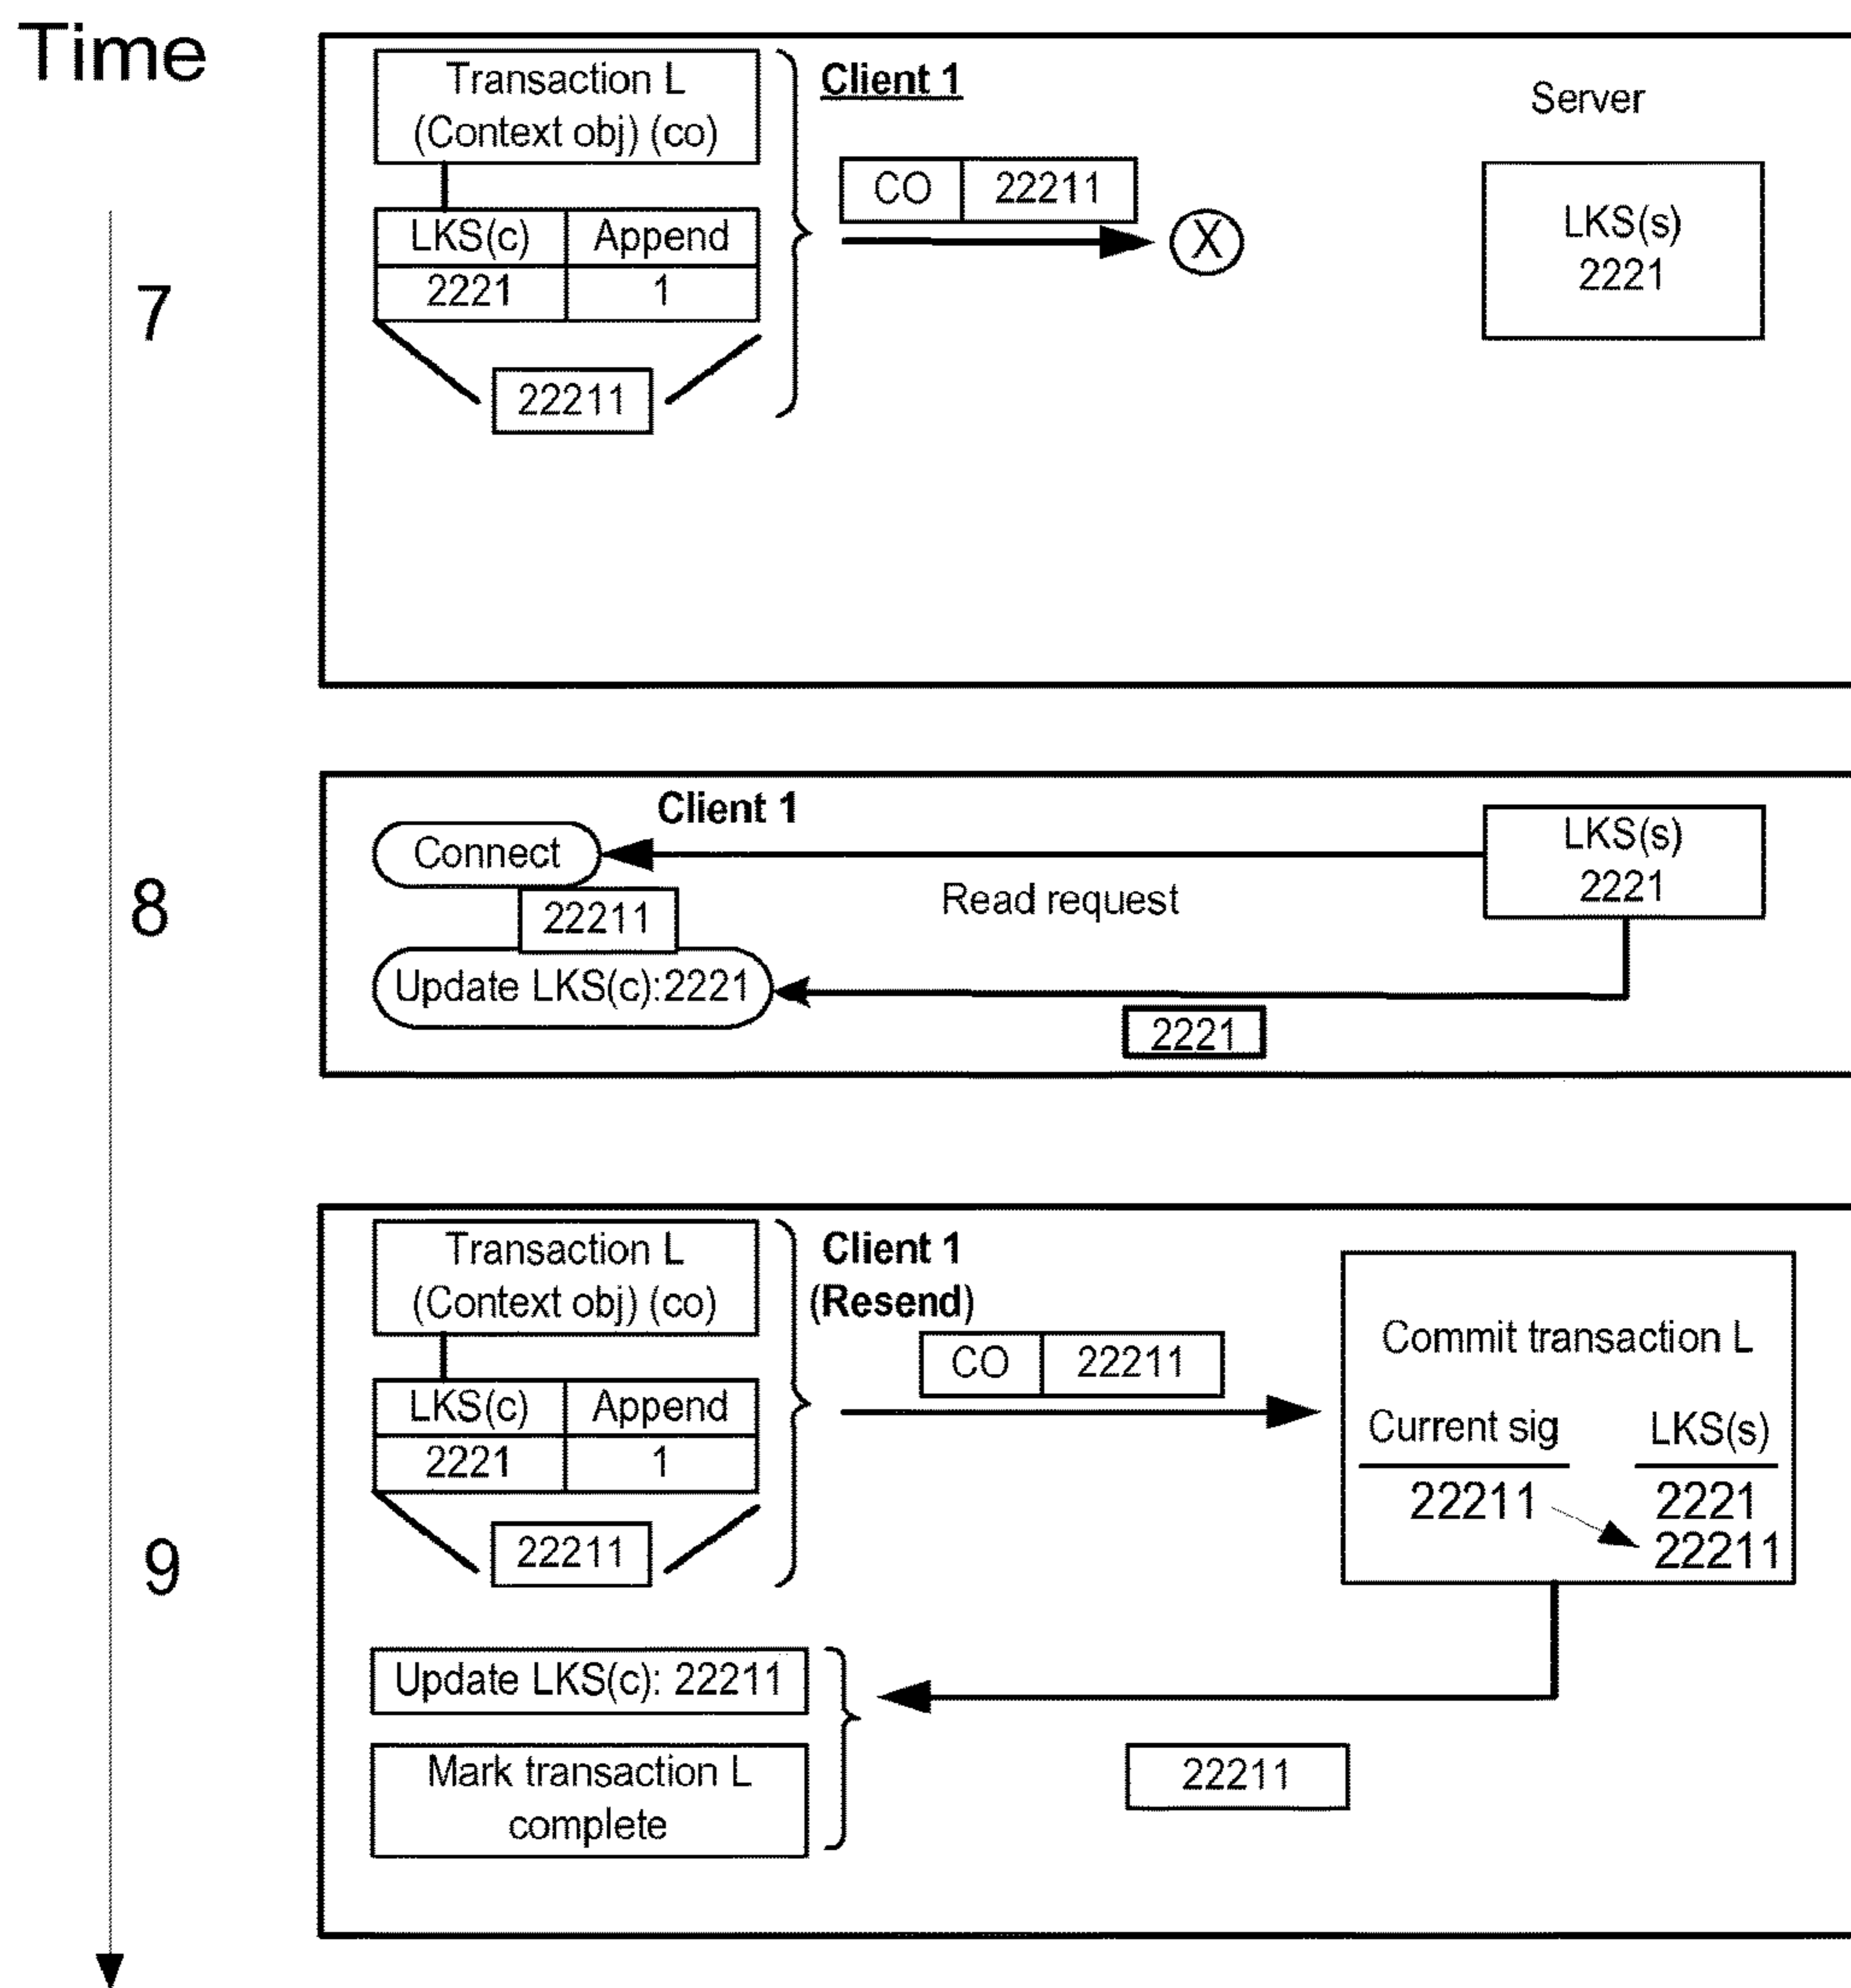 Time
7
Transaction L
(Context obj) (co)
LKS(c) Append
2221 1
22211
Client 1
CO 22211
X
Server
LKS(s)
2221
8
Client 1
Connect
22211
Read request
LKS(s)
2221
Update LKS(c):2221
2221
9
Transaction L
(Context obj) (co)
LKS(c) Append
2221 1
22211
Client 1
(Resend)
CO 22211
Commit transaction L
Current sig LKS(s)
22211 2221
22211
Update LKS(c): 22211
Mark transaction L
complete
22211